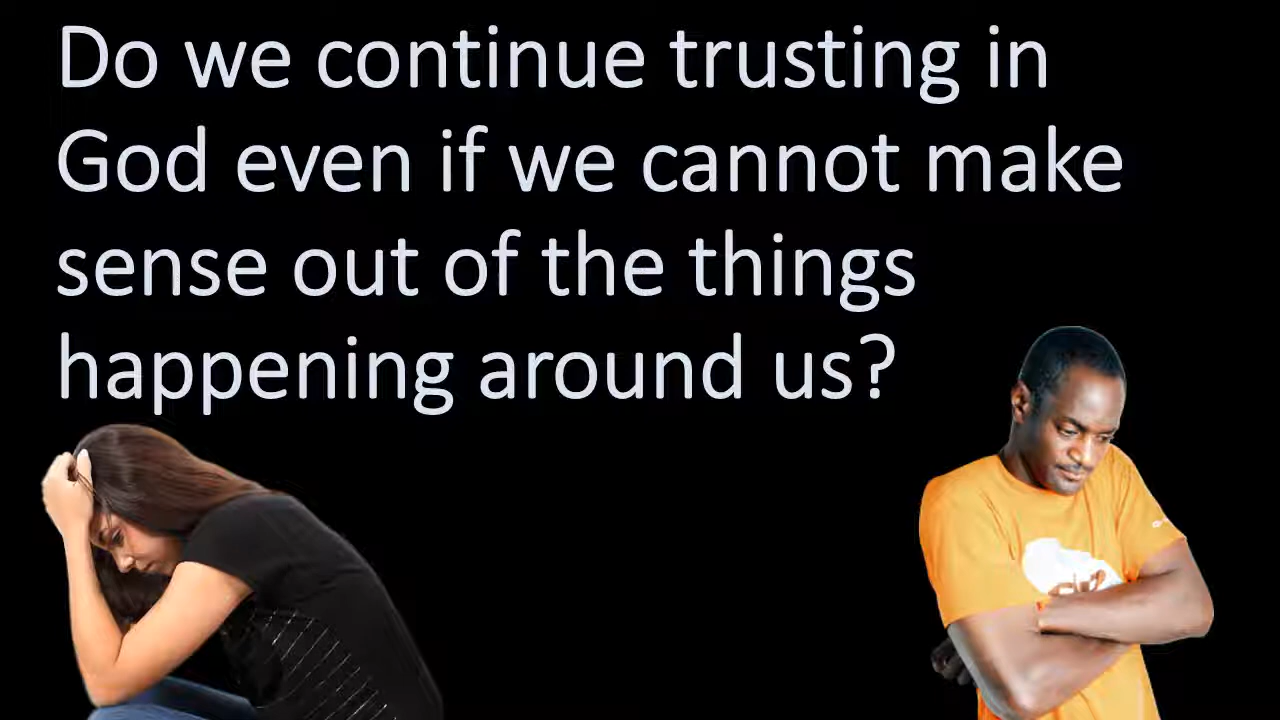 Do we continue trusting in
God even if we cannot make
sense out of the things
happening around us?